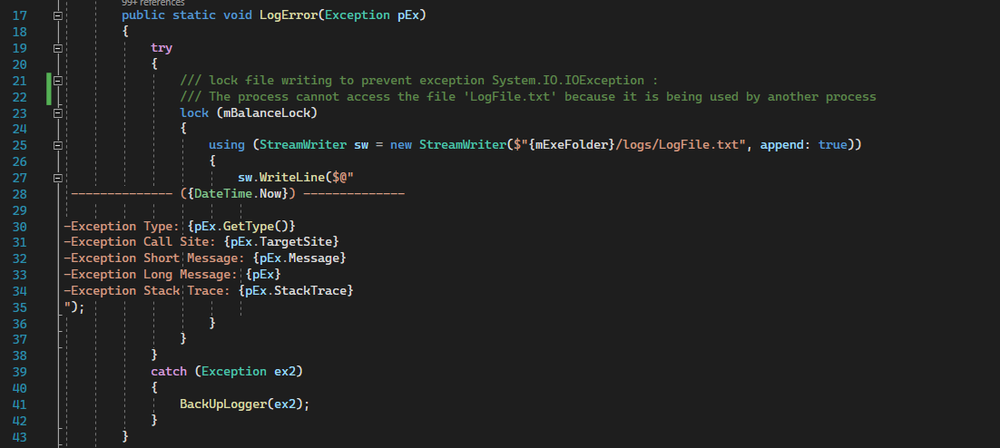 99+ references
17 public static void LogError(Exception pEx)
18 {
19 try
20 {
21 /// lock file writing to prevent exception System.IO.IOException :
22 /// The process cannot access the file 'LogFile.txt' because it is being used by another process
23 lock (mBalanceLock)
24 {
25 using (StreamWriter sw = new StreamWriter($"{mExeFolder}/logs/LogFile.txt", append: true))
26 {
27 sw.WriteLine($@"
28 -------------- ({DateTime.Now}) --------------
29
30 -Exception Type: {pEx.GetType()}
31 -Exception Call Site: {pEx.TargetSite}
32 -Exception Short Message: {pEx.Message}
33 -Exception Long Message: {pEx}
34 -Exception Stack Trace: {pEx.StackTrace}
35 ");
36 }
37 }
38 }
39 catch (Exception ex2)
40 {
41 BackUpLogger(ex2);
42 }
43 }